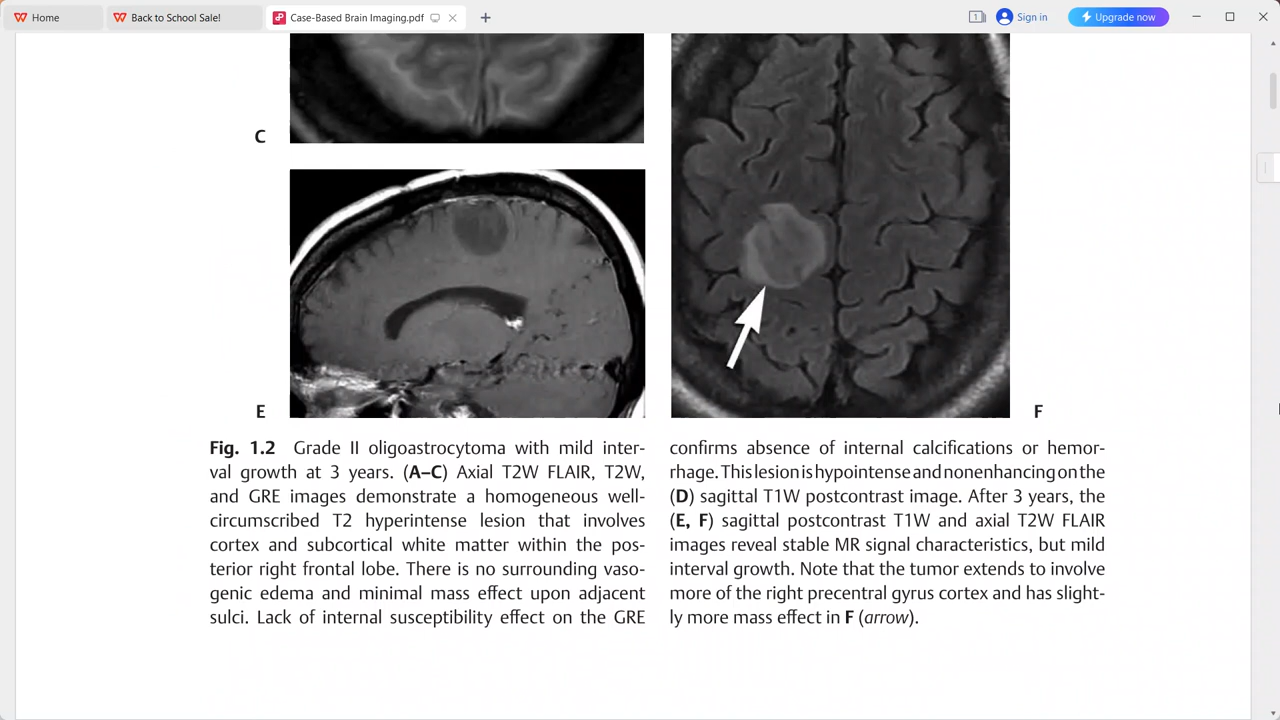 Home
Back to School Sale!
Case-Based Brain Imaging.pdf
1
Sign in
Upgrade now
C
E
F
Fig. 1.2 Grade II oligoastrocytoma with mild inter-
val growth at 3 years. (A–C) Axial T2W FLAIR, T2W,
and GRE images demonstrate a homogeneous well-
circumscribed T2 hyperintense lesion that involves
cortex and subcortical white matter within the pos-
terior right frontal lobe. There is no surrounding vaso-
genic edema and minimal mass effect upon adjacent
sulci. Lack of internal susceptibility effect on the GRE
confirms absence of internal calcifications or hemor-
rhage. This lesion is hypointense and nonenhancing on the
(D) sagittal T1W postcontrast image. After 3 years, the
(E, F) sagittal postcontrast T1W and axial T2W FLAIR
images reveal stable MR signal characteristics, but mild
interval growth. Note that the tumor extends to involve
more of the right precentral gyrus cortex and has slight-
ly more mass effect in F (arrow).